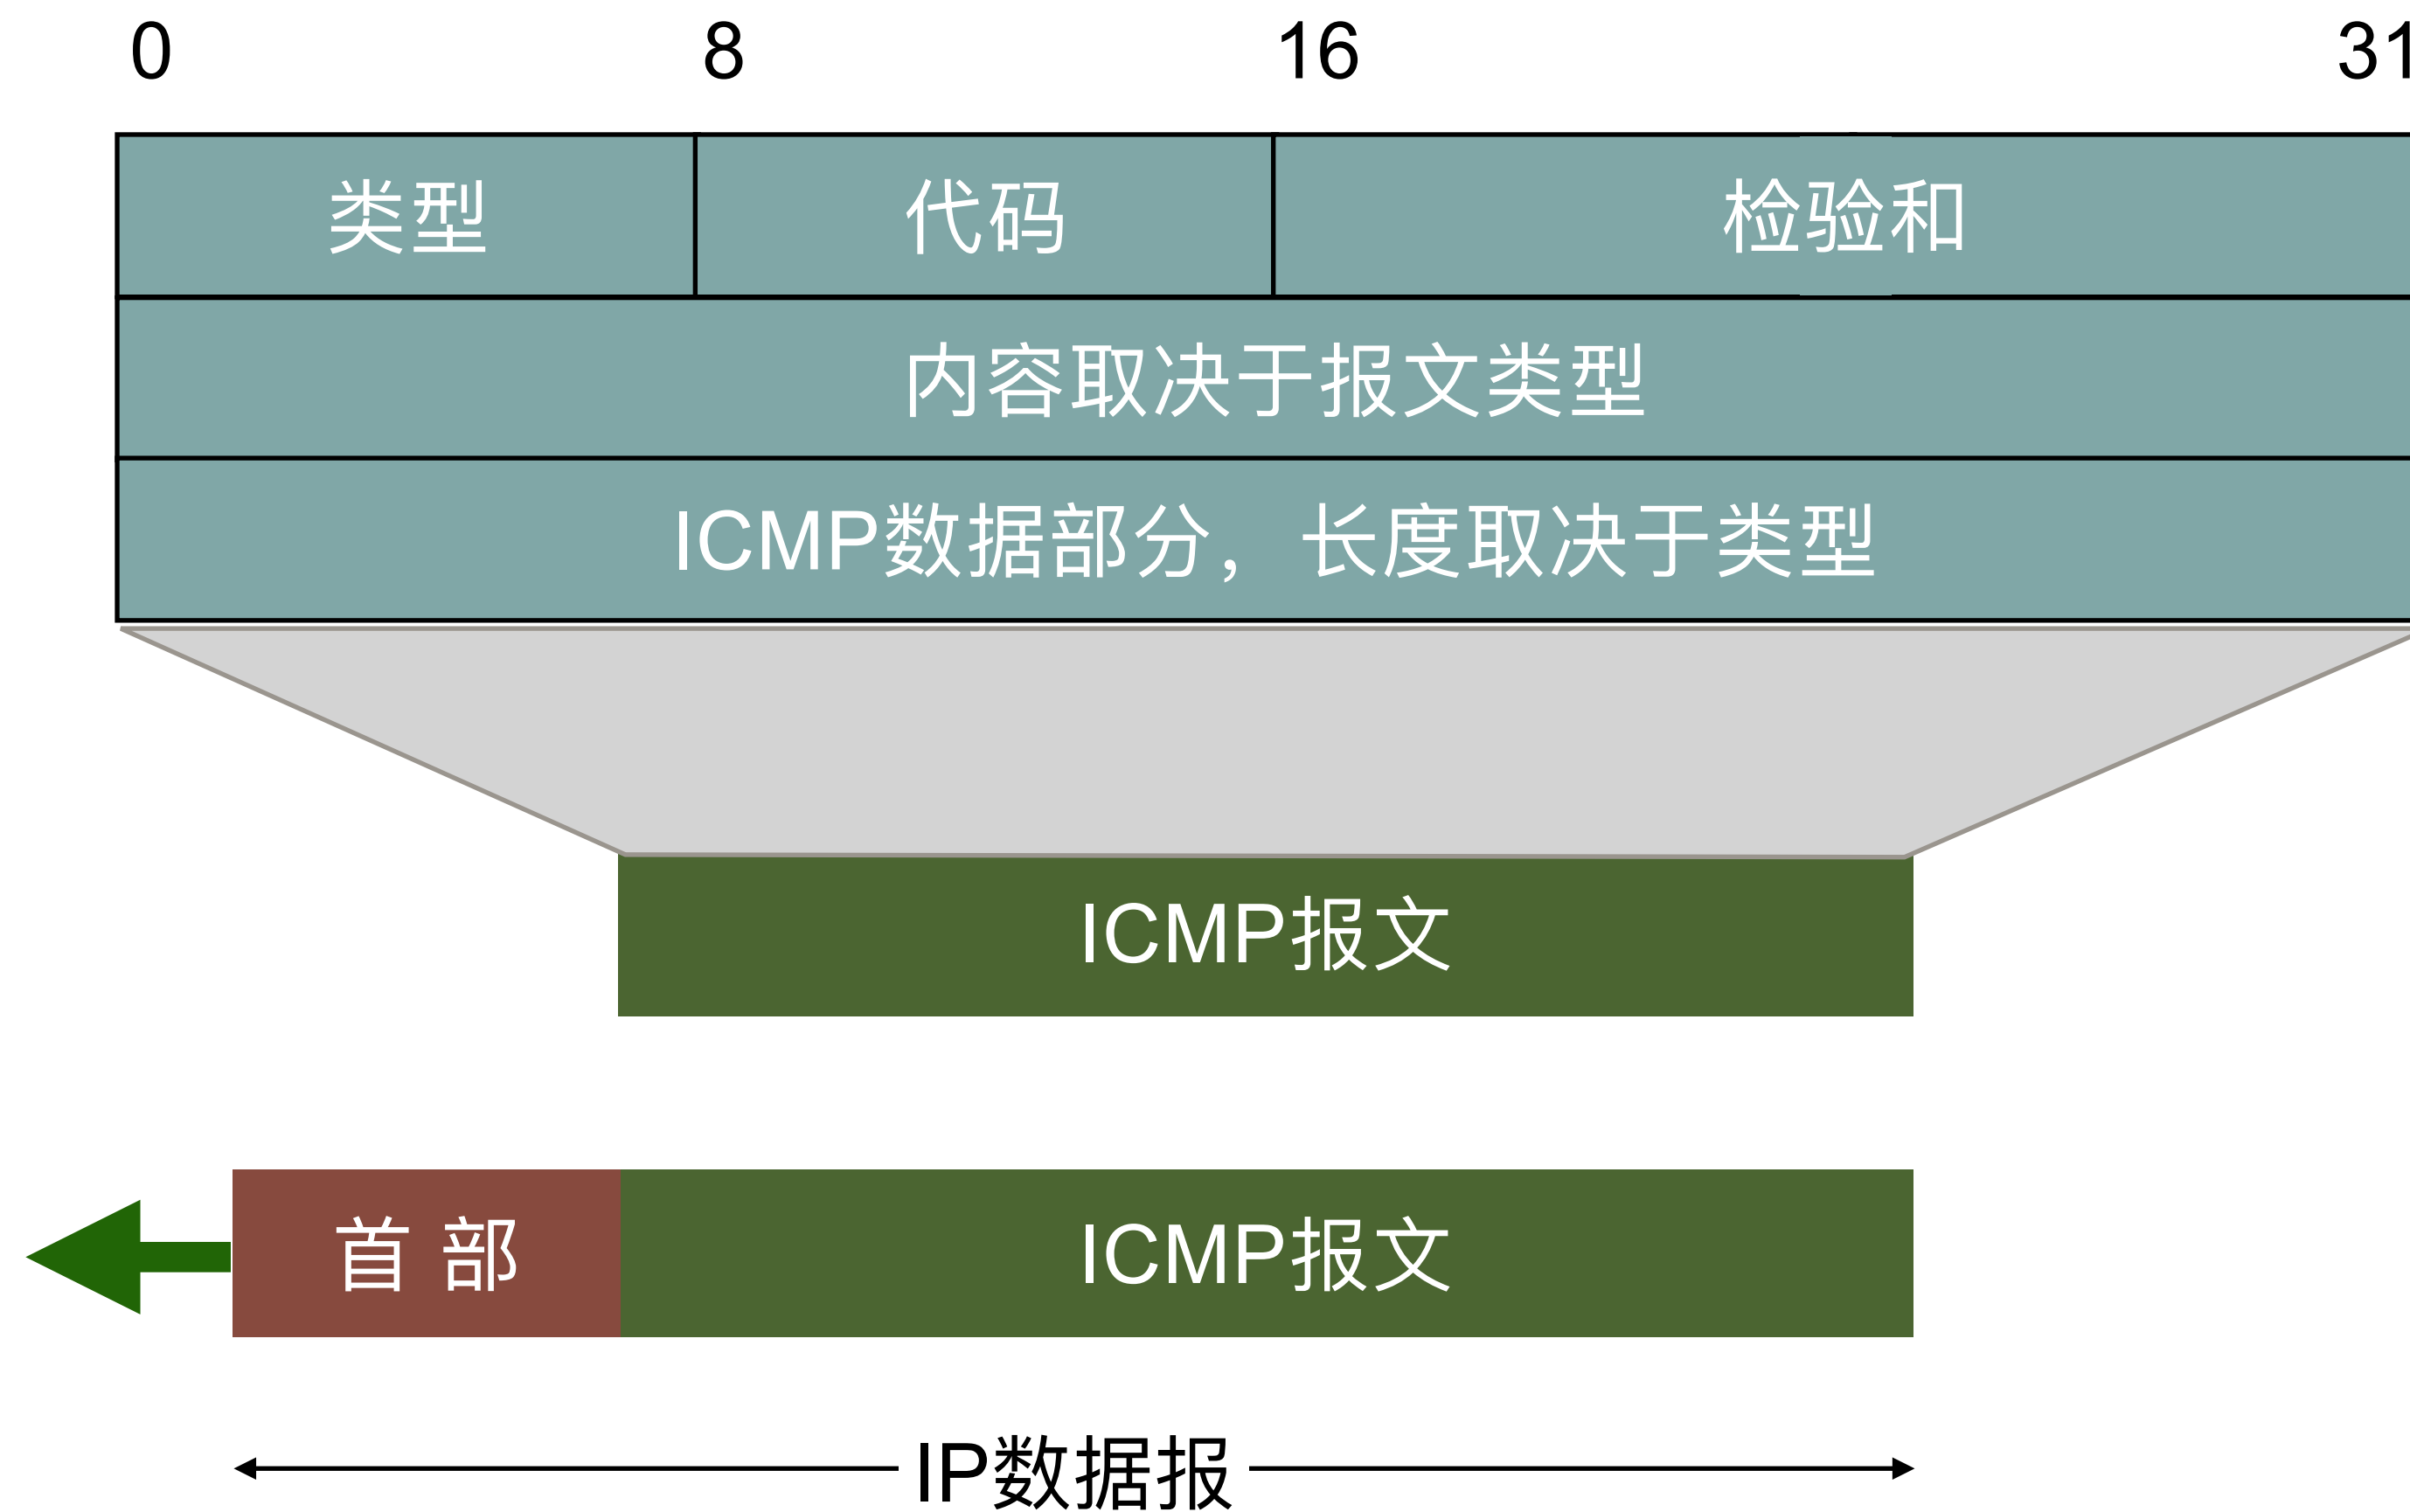 0 8 16 31
类型 代码 检验和
内容取决于报文类型
ICMP数据部分，长度取决于类型
ICMP报文
首 部 ICMP报文
IP数据报